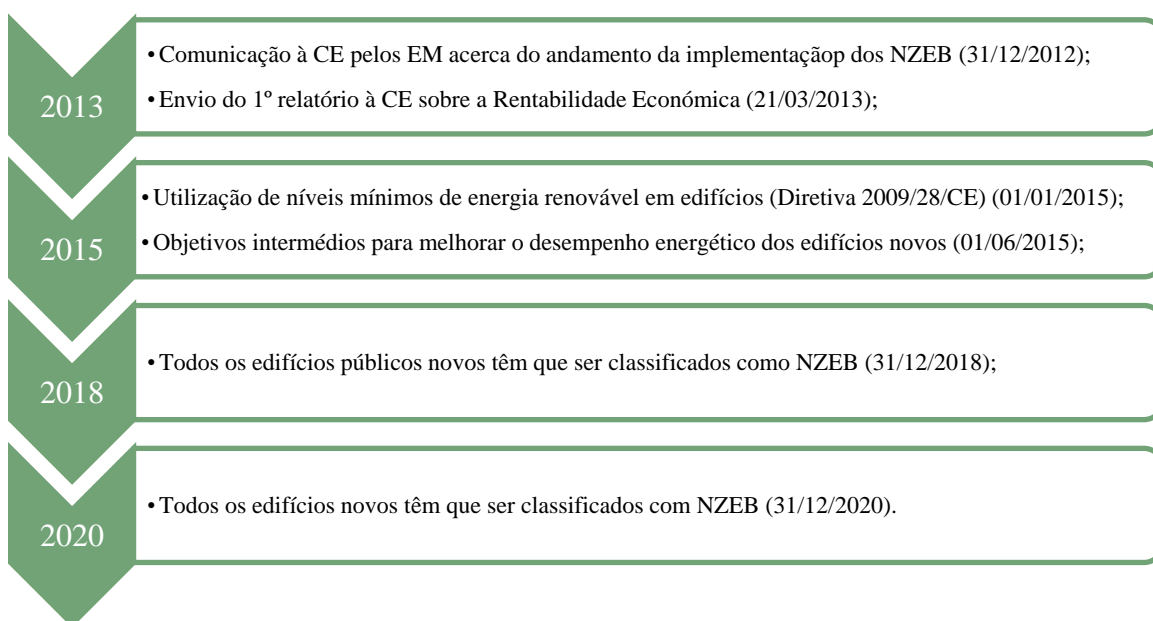 2013
• Comunicação à CE pelos EM acerca do andamento da implementaçãop dos NZEB (31/12/2012);
• Envio do 1º relatório à CE sobre a Rentabilidade Económica (21/03/2013);
2015
• Utilização de níveis mínimos de energia renovável em edifícios (Diretiva 2009/28/CE) (01/01/2015);
• Objetivos intermédios para melhorar o desempenho energético dos edifícios novos (01/06/2015);
2018
• Todos os edifícios públicos novos têm que ser classificados como NZEB (31/12/2018);
2020
• Todos os edifícios novos têm que ser classificados com NZEB (31/12/2020).